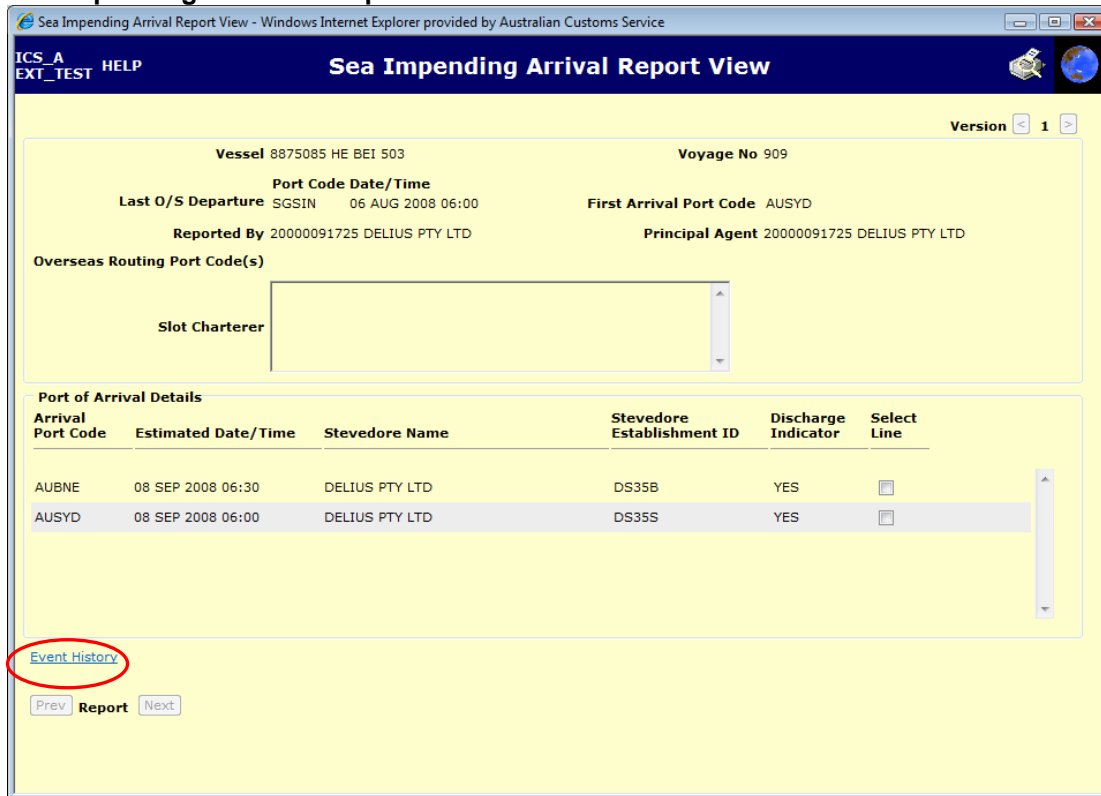 Sea Impending Arrival Report View - Windows Internet Explorer provided by Australian Customs Service
ICS_A
EXT_TEST HELP Sea Impending Arrival Report View
Version < 1 >
Vessel 8875085 HE BEI 503 Voyage No 909
Port Code Date/Time
Last O/S Departure SGSIN 06 AUG 2008 06:00 First Arrival Port Code AUSYD
Reported By 20000091725 DELIUS PTY LTD Principal Agent 20000091725 DELIUS PTY LTD
Overseas Routing Port Code(s)
Slot Charterer
Port of Arrival Details
Arrival Port Code Estimated Date/Time Stevedore Name Stevedore Establishment ID Discharge Indicator Select Line
AUBNE 08 SEP 2008 06:30 DELIUS PTY LTD DS35B YES
AUSYD 08 SEP 2008 06:00 DELIUS PTY LTD DS35S YES
Event History
Prev Report Next